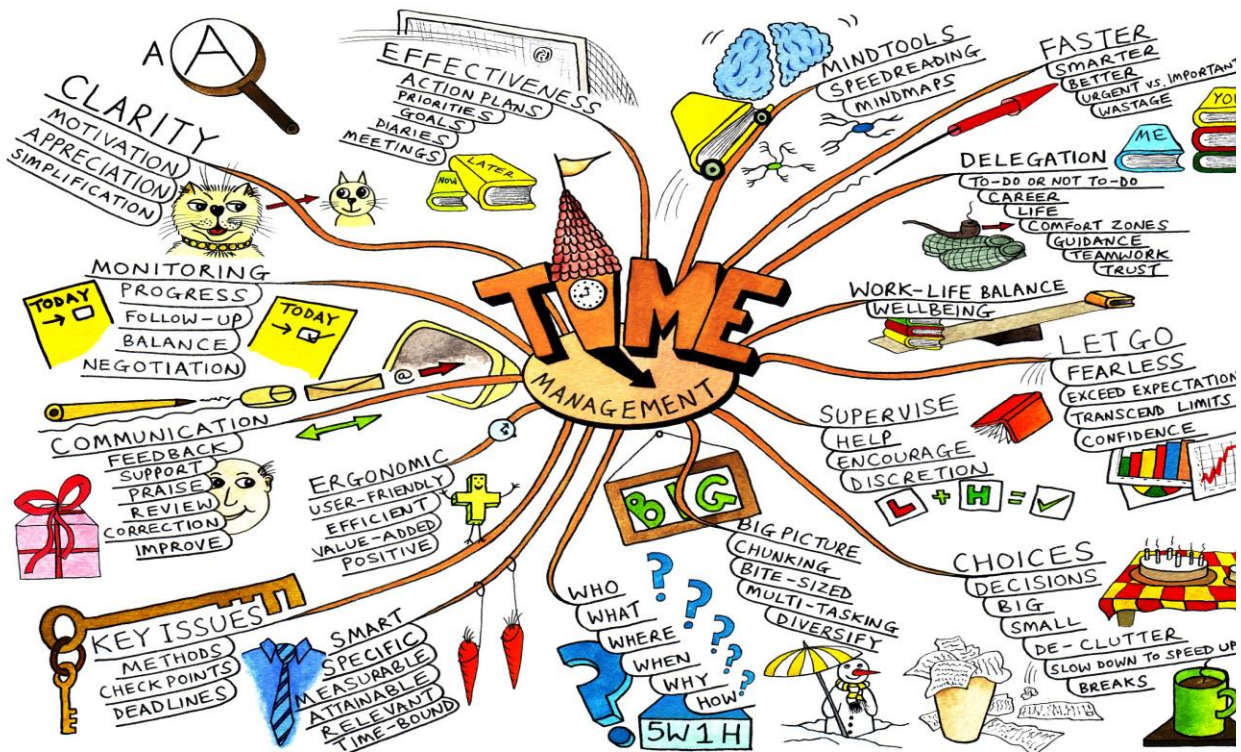 A A
CLARITY
MOTIVATION
APPRECIATION
SIMPLIFICATION
EFFECTIVENESS
ACTION PLANS
PRIORITIES
GOALS
DIARIES
MEETINGS
@
NOW
LATER
MINDTOOLS
SPEEDREADING
MINDMAPS
FASTER
SMARTER
BETTER
URGENT VS. IMPORTANT
WASTAGE
ME
YOU
DELEGATION
TO-DO OR NOT TO-DO
CAREER
LIFE
COMFORT ZONES
GUIDANCE
TEAMWORK
TRUST
MONITORING
PROGRESS
FOLLOW-UP
BALANCE
NEGOTIATION
TODAY
TODAY
TIME
MANAGEMENT
WORK-LIFE BALANCE
WELLBEING
LET GO
FEARLESS
EXCEED EXPECTATION
TRANSCEND LIMITS
CONFIDENCE
@
COMMUNICATION
FEEDBACK
SUPPORT
PRAISE
REVIEW
CORRECTION
IMPROVE
ERGONOMIC
USER-FRIENDLY
EFFICIENT
VALUE-ADDED
POSITIVE
BIG
SUPERVISE
HELP
ENCOURAGE
DISCRETION
L + H =
KEY ISSUES
METHODS
CHECK POINTS
DEADLINES
SMART
SPECIFIC
MEASURABLE
ATTAINABLE
RELEVANT
TIME-BOUND
WHO
WHAT
WHERE
WHEN
WHY
HOW
? ? ? ? ? ? ?
5W1H
BIG PICTURE
CHUNKING
BITE-SIZED
MULTI-TASKING
DIVERSIFY
CHOICES
DECISIONS
BIG
SMALL
DE-CLUTTER
SLOW DOWN TO SPEED UP
BREAKS